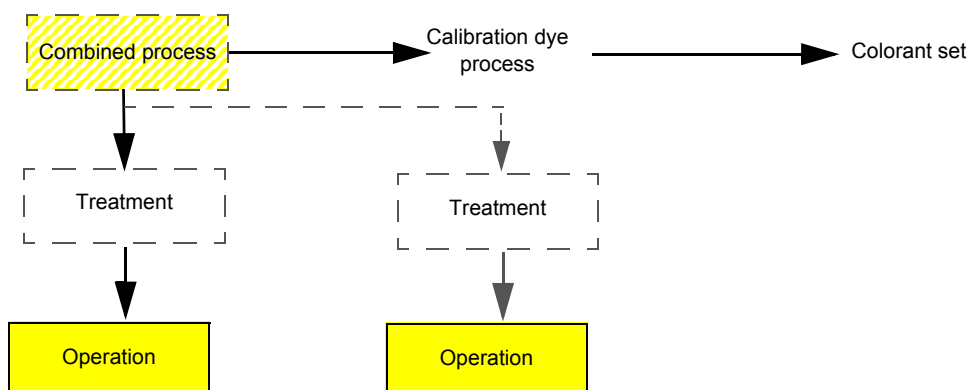 Combined process
Calibration dye
process
Colorant set
Treatment
Treatment
Operation
Operation